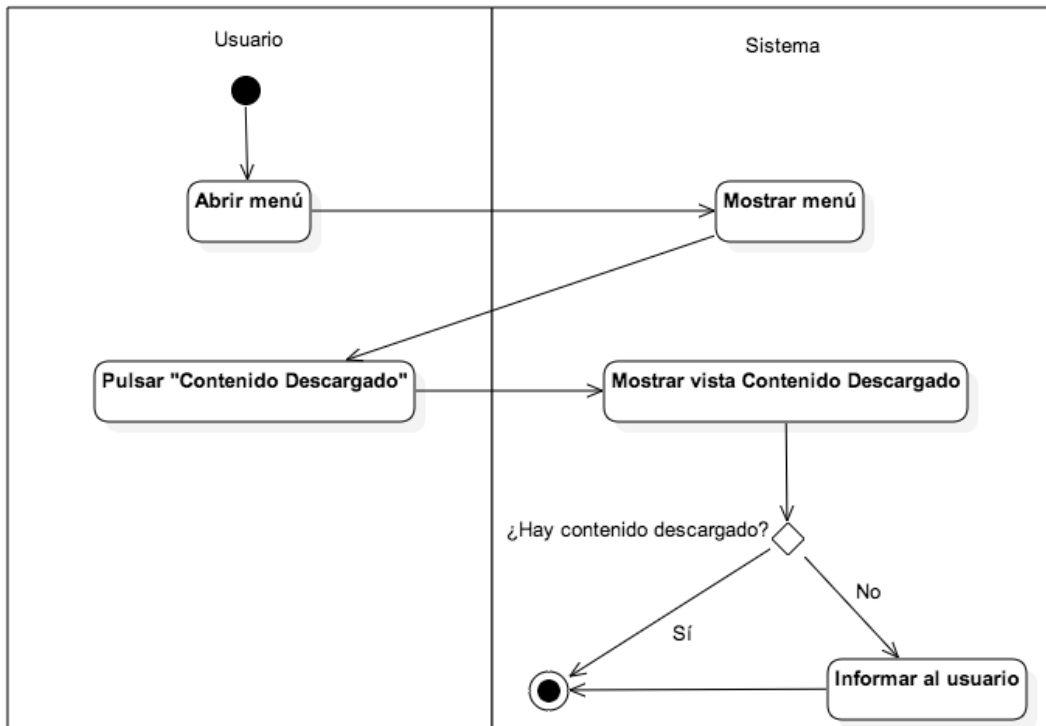 Usuario
Sistema
Abrir menú
Mostrar menú
Pulsar "Contenido Descargado"
Mostrar vista Contenido Descargado
¿Hay contenido descargado?
No
Sí
Informar al usuario